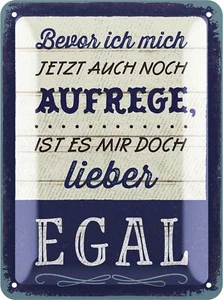 Bevor ich mich
JETZT AUCH NOCH
AUFREGE,
IST ES MIR DOCH
lieber
EGAL